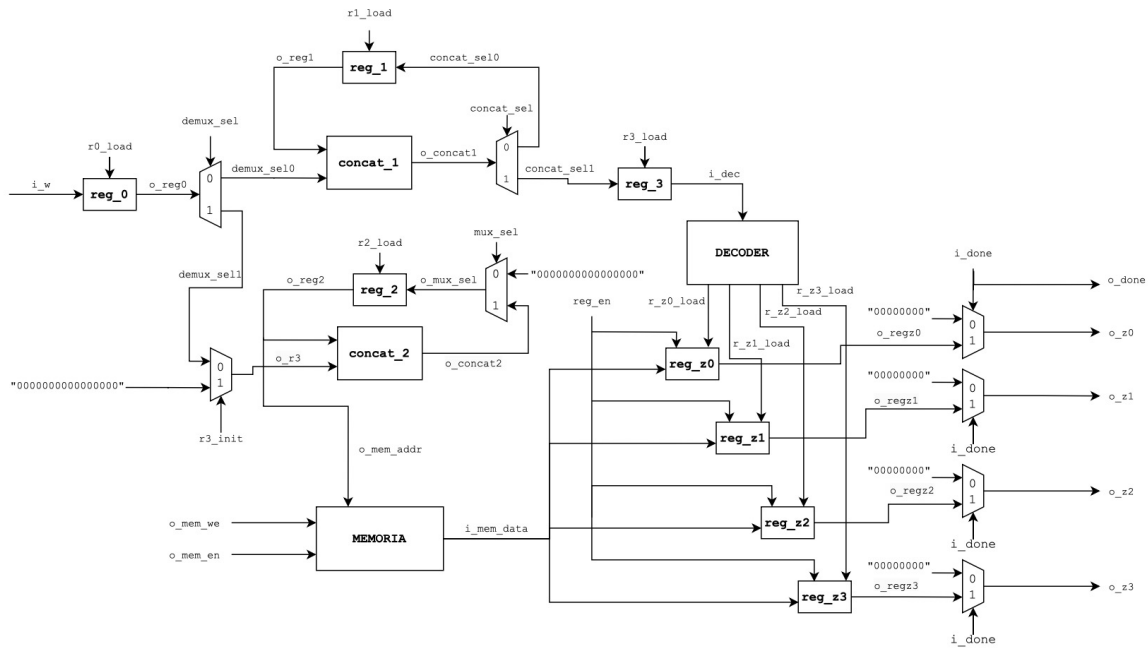 r1_load
o_reg1
reg_1
concat_sel0
concat_sel
demux_sel
r0_load
r3_load
o_concat1
0
concat_1
0
demux_sel0
concat_sel1
i_w
o_reg0
1
i_dec
reg_0
reg_3
1
DECODER
mux_sel
r2_load
i_done
demux_sel1
o_reg2
o_mux_sel
0
"0000000000000000"
o_done
reg_2
r_z3_load
reg_en
r_z0_load
1
r_z2_load
"00000000"
0
o_regz0
o_z0
r_z1_load
1
concat_2
o_r3
o_concat2
0
reg_z0
"0000000000000000"
1
"00000000"
0
o_z1
o_regz1
1
r3_init
reg_z1
i_done
o_mem_addr
"00000000"
0
o_regz2
o_z2
1
o_mem_we
i_mem_data
reg_z2
MEMORIA
i_done
o_mem_en
"00000000"
0
o_regz3
o_z3
reg_z3
1
i_done